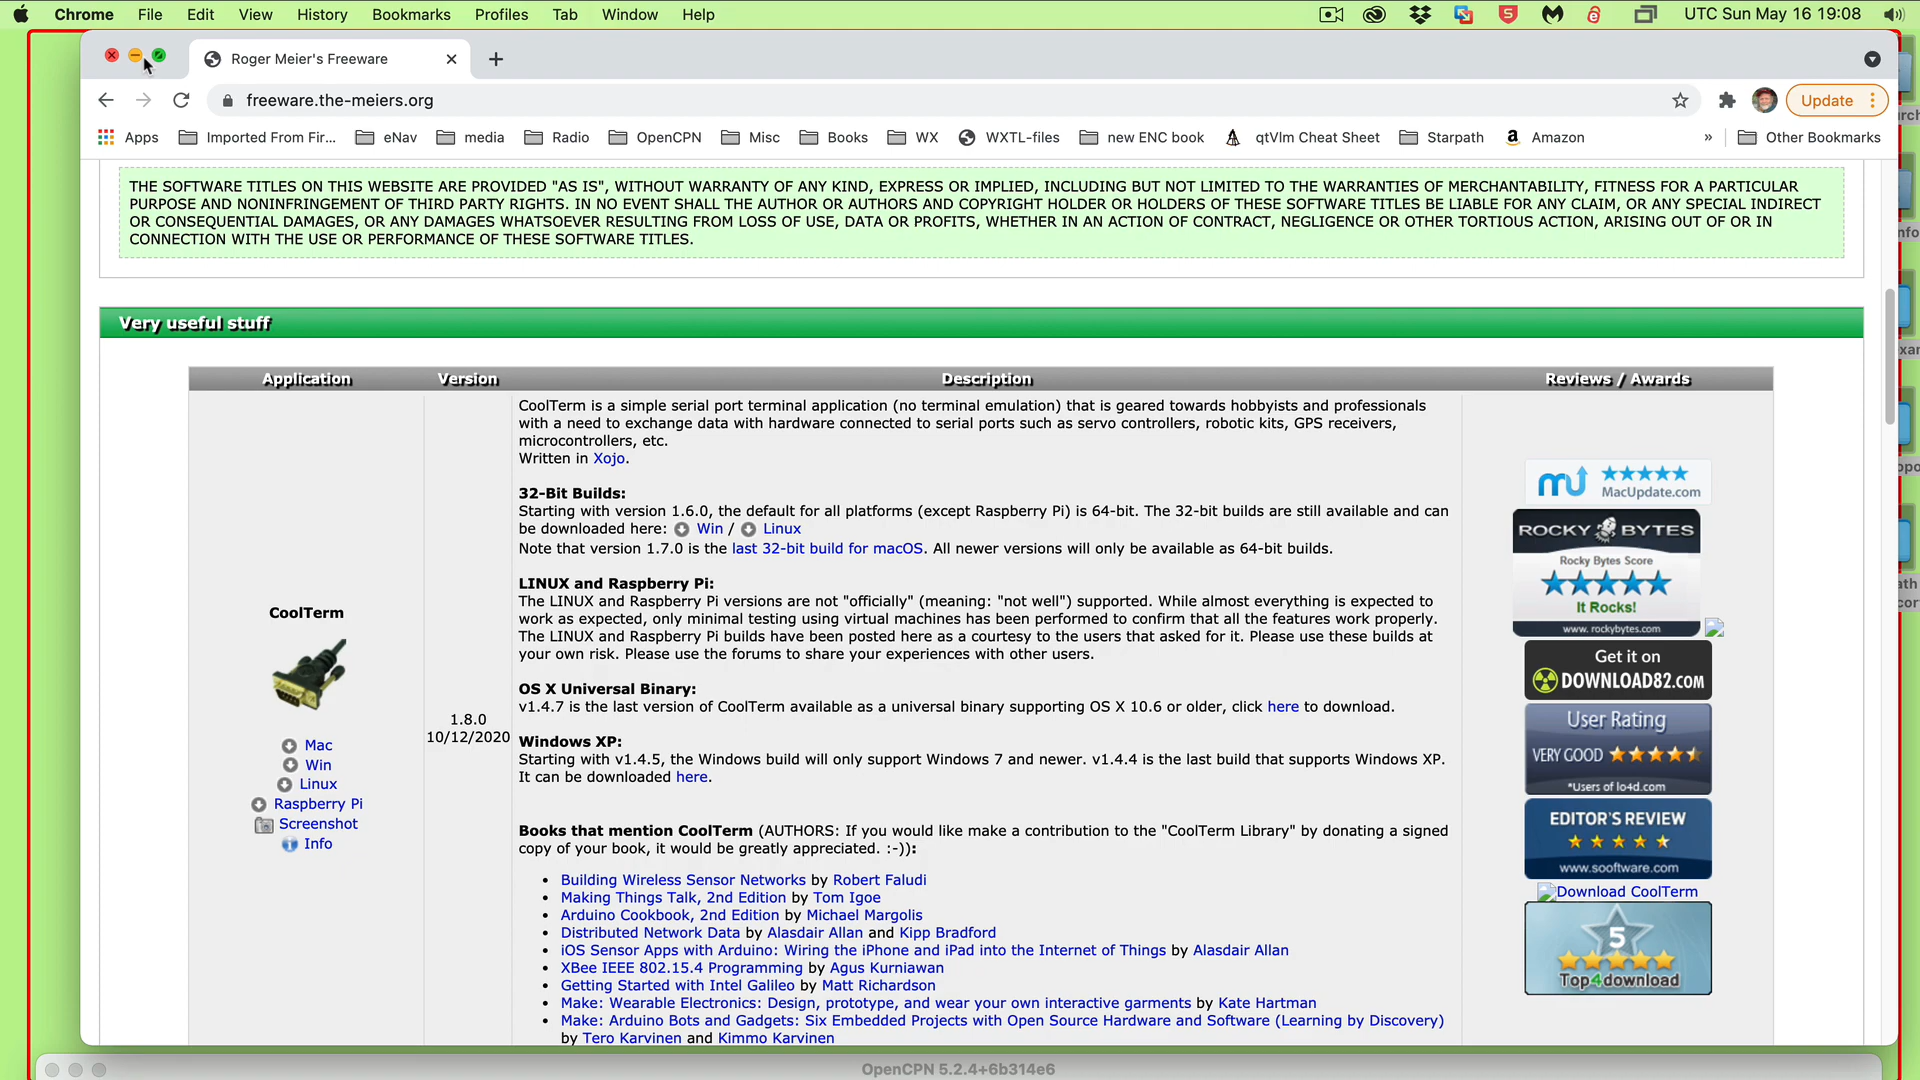 Chrome File Edit View History Bookmarks Profiles Tab Window Help UTC Sun May 16 19:08
Roger Meier's Freeware
freeware.the-meiers.org Update
Apps Imported From Fir... eNav media Radio OpenCPN Misc Books WX WXTL-files new ENC book qtVlm Cheat Sheet Starpath Amazon » Other Bookmarks
THE SOFTWARE TITLES ON THIS WEBSITE ARE PROVIDED "AS IS", WITHOUT WARRANTY OF ANY KIND, EXPRESS OR IMPLIED, INCLUDING BUT NOT LIMITED TO THE WARRANTIES OF MERCHANTABILITY, FITNESS FOR A PARTICULAR
PURPOSE AND NONINFRINGEMENT OF THIRD PARTY RIGHTS. IN NO EVENT SHALL THE AUTHOR OR AUTHORS AND COPYRIGHT HOLDER OR HOLDERS OF THESE SOFTWARE TITLES BE LIABLE FOR ANY CLAIM, OR ANY SPECIAL INDIRECT
OR CONSEQUENTIAL DAMAGES, OR ANY DAMAGES WHATSOEVER RESULTING FROM LOSS OF USE, DATA OR PROFITS, WHETHER IN AN ACTION OF CONTRACT, NEGLIGENCE OR OTHER TORTIOUS ACTION, ARISING OUT OF OR IN
CONNECTION WITH THE USE OR PERFORMANCE OF THESE SOFTWARE TITLES.
Very useful stuff
Application Version Description Reviews / Awards
CoolTerm
Mac
Win
Linux
Raspberry Pi
Screenshot
Info
1.8.0
10/12/2020
CoolTerm is a simple serial port terminal application (no terminal emulation) that is geared towards hobbyists and professionals
with a need to exchange data with hardware connected to serial ports such as servo controllers, robotic kits, GPS receivers,
microcontrollers, etc.
Written in Xojo.
32-Bit Builds:
Starting with version 1.6.0, the default for all platforms (except Raspberry Pi) is 64-bit. The 32-bit builds are still available and can
be downloaded here: Win / Linux
Note that version 1.7.0 is the last 32-bit build for macOS. All newer versions will only be available as 64-bit builds.
LINUX and Raspberry Pi:
The LINUX and Raspberry Pi versions are not "officially" (meaning: "not well") supported. While almost everything is expected to
work as expected, only minimal testing using virtual machines has been performed to confirm that all the features work properly.
The LINUX and Raspberry Pi builds have been posted here as a courtesy to the users that asked for it. Please use these builds at
your own risk. Please use the forums to share your experiences with other users.
OS X Universal Binary:
v1.4.7 is the last version of CoolTerm available as a universal binary supporting OS X 10.6 or older, click here to download.
Windows XP:
Starting with v1.4.5, the Windows build will only support Windows 7 and newer. v1.4.4 is the last build that supports Windows XP.
It can be downloaded here.
Books that mention CoolTerm (AUTHORS: If you would like make a contribution to the "CoolTerm Library" by donating a signed
copy of your book, it would be greatly appreciated. :-)):
• Building Wireless Sensor Networks by Robert Faludi
• Making Things Talk, 2nd Edition by Tom Igoe
• Arduino Cookbook, 2nd Edition by Michael Margolis
• Distributed Network Data by Alasdair Allan and Kipp Bradford
• iOS Sensor Apps with Arduino: Wiring the iPhone and iPad into the Internet of Things by Alasdair Allan
• XBee IEEE 802.15.4 Programming by Agus Kurniawan
• Getting Started with Intel Galileo by Matt Richardson
• Make: Wearable Electronics: Design, prototype, and wear your own interactive garments by Kate Hartman
• Make: Arduino Bots and Gadgets: Six Embedded Projects with Open Source Hardware and Software (Learning by Discovery)
by Tero Karvinen and Kimmo Karvinen
mu MacUpdate.com
ROCKY BYTES
Rocky Bytes Score
It Rocks!
www.rockybytes.com
Get it on
DOWNLOAD82.COM
User Rating
VERY GOOD
*Users of lo4d.com
EDITOR'S REVIEW
www.sooftware.com
Download CoolTerm
5
Top4download
OpenCPN 5.2.4+6b314e6